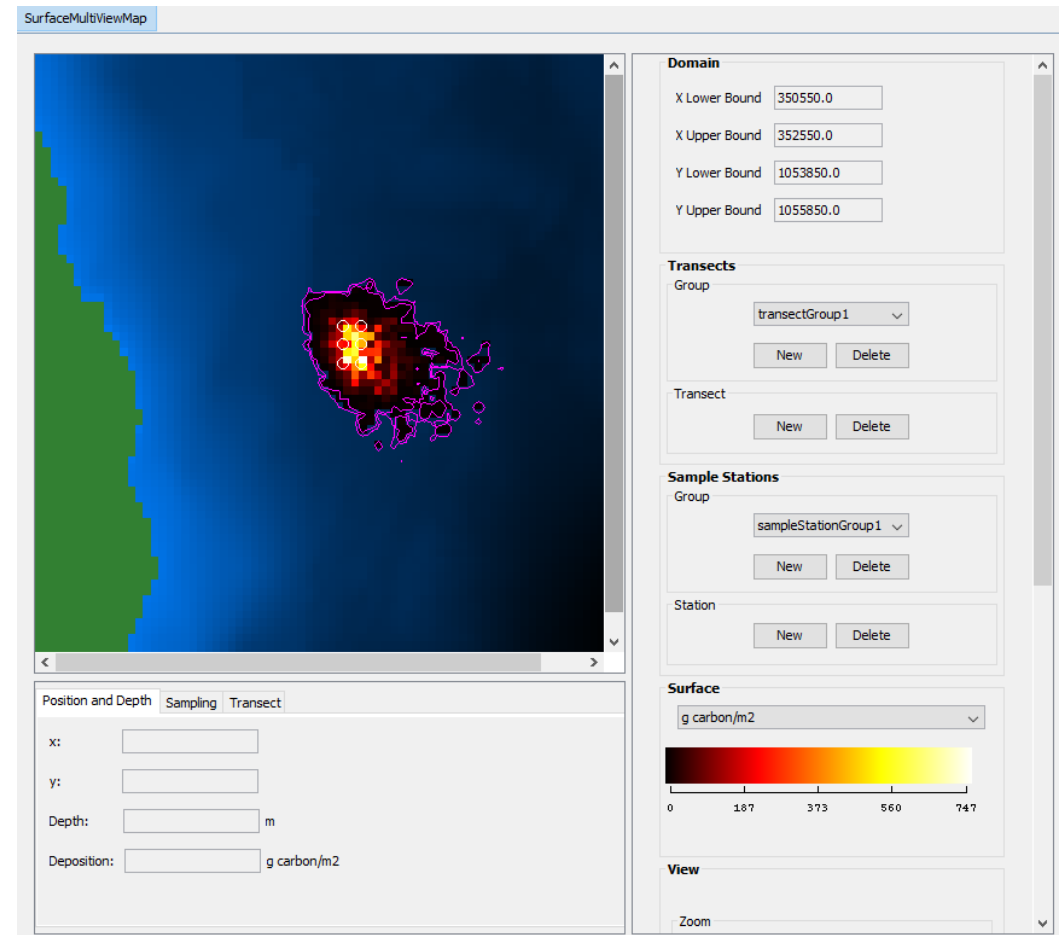 SurfaceMultiViewMap
Domain
X Lower Bound 350550.0
X Upper Bound 352550.0
Y Lower Bound 1053850.0
Y Upper Bound 1055850.0
Transects
Group
transectGroup1
New Delete
Transect
New Delete
Sample Stations
Group
sampleStationGroup1
New Delete
Station
New Delete
Surface
g carbon/m2
0 187 373 560 747
View
Zoom
Position and Depth Sampling Transect
x:
y:
Depth: m
Deposition: g carbon/m2